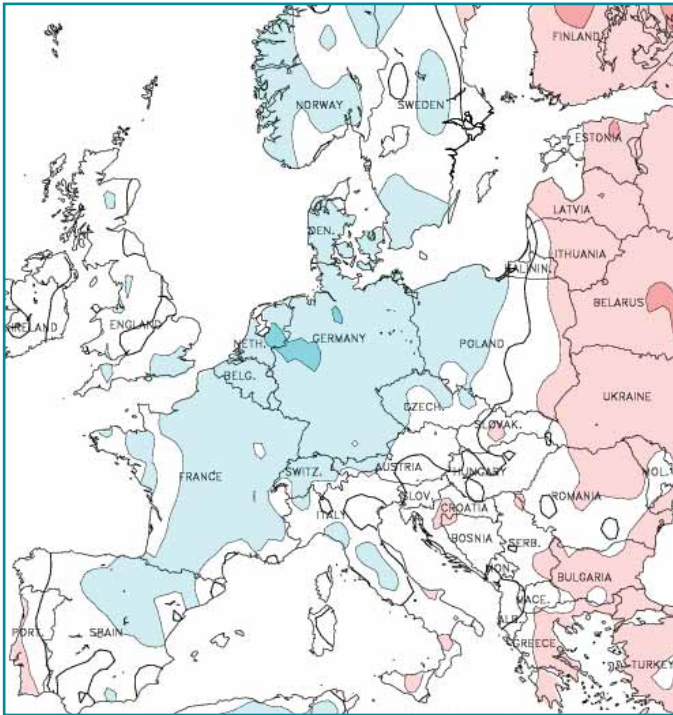 FINLAND
NORWAY
SWEDEN
ESTONIA
LATVIA
DEN.
LITHUANIA
KALININ.
BELARUS
IRELAND
ENGLAND
NETH.
GERMANY
POLAND
BELG.
UKRAINE
CZECH.
SLOVAK.
FRANCE
SWITZ.
AUSTRIA
HUNGARY
MOL.
SLOV.
ROMANIA
CROATIA
ITALY
BOSNIA
SERB.
MON.
BULGARIA
MACE.
ALB.
PORT.
SPAIN
GREECE
TURKEY